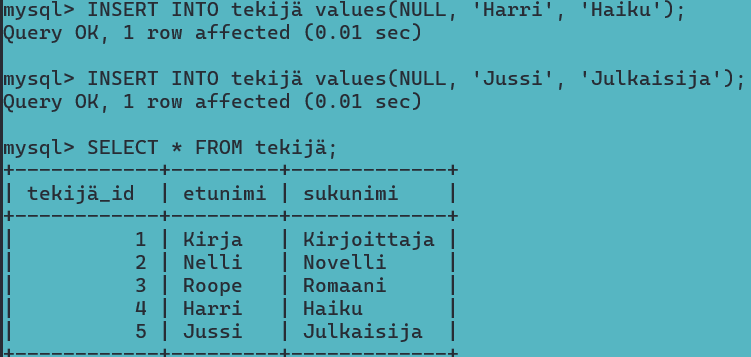 mysql> INSERT INTO tekijä values(NULL, 'Harri', 'Haiku');
Query OK, 1 row affected (0.01 sec)
mysql> INSERT INTO tekijä values(NULL, 'Jussi', 'Julkaisija');
Query OK, 1 row affected (0.01 sec)
mysql> SELECT * FROM tekijä;
+------------+---------+-------------+
| tekijä_id  | etunimi | sukunimi    |
+------------+---------+-------------+
|          1 | Kirja   | Kirjoittaja |
|          2 | Nelli   | Novelli     |
|          3 | Roope   | Romaani     |
|          4 | Harri   | Haiku       |
|          5 | Jussi   | Julkaisija  |
+------------+---------+-------------+